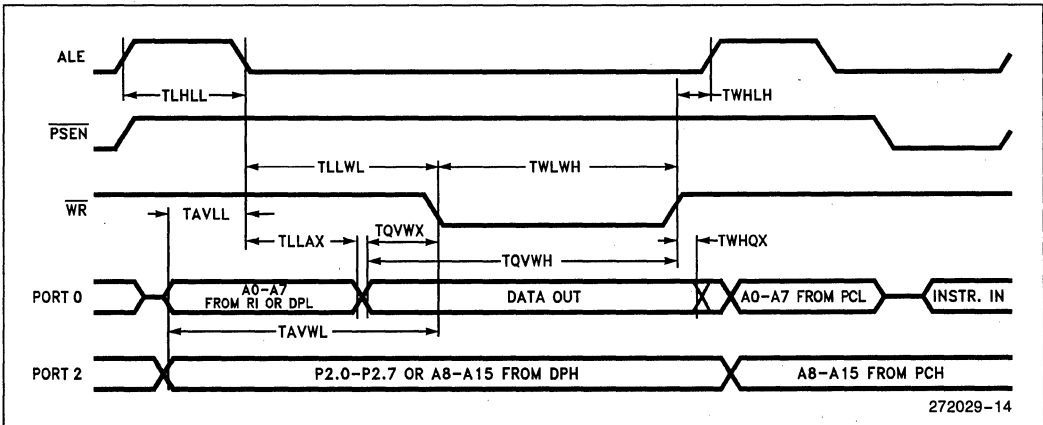 ALE
TLHLL
TWHLH
PSEN
TLLWL
TWLWH
WR
TAVLL
TLLAX
TQVWX
TWHQX
TQVWH
PORT 0
A0-A7
FROM RI OR DPL
DATA OUT
A0-A7 FROM PCL
INSTR. IN
TAVWL
PORT 2
P2.0-P2.7 OR A8-A15 FROM DPH
A8-A15 FROM PCH
272029-14